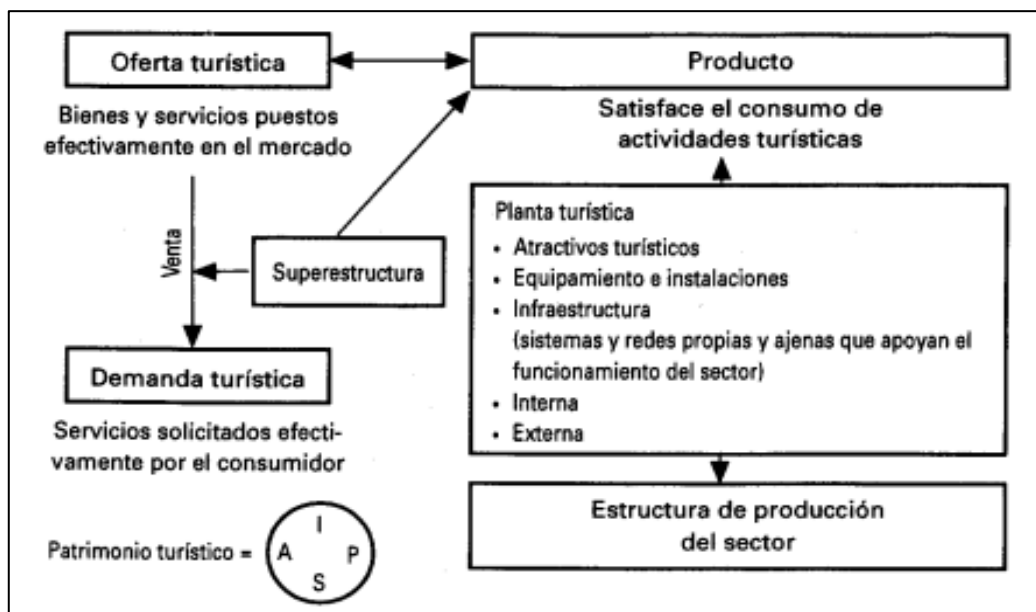 Oferta turística
Bienes y servicios puestos
efectivamente en el mercado
Venta
Superestructura
Demanda turística
Servicios solicitados efecti-
vamente por el consumidor
Patrimonio turístico =
I
A P
S
Producto
Satisface el consumo de
actividades turísticas
Planta turística
• Atractivos turísticos
• Equipamiento e instalaciones
• Infraestructura
(sistemas y redes propias y ajenas que apoyan el
funcionamiento del sector)
• Interna
• Externa
Estructura de producción
del sector